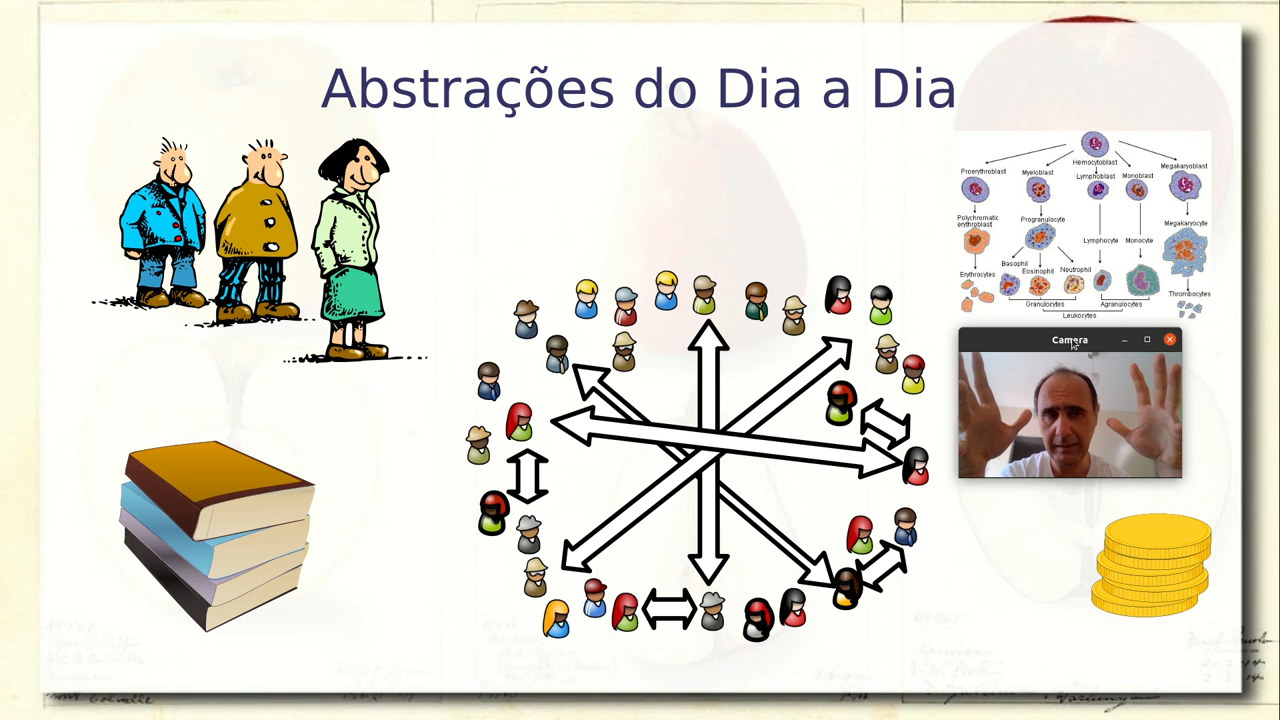 Abstrações do Dia a Dia
Hemocytoblast
Proerythroblast
Myeloblast
Lymphoblast
Monoblast
Megakaryoblast
Polychromatic
erythroblast
Progranulocyte
Lymphocyte
Monocyte
Megakaryocyte
Basophil
Eosinophil
Neutrophil
Erythrocytes
Thrombocytes
Granulocytes
Agranulocytes
Leukocytes
Camera